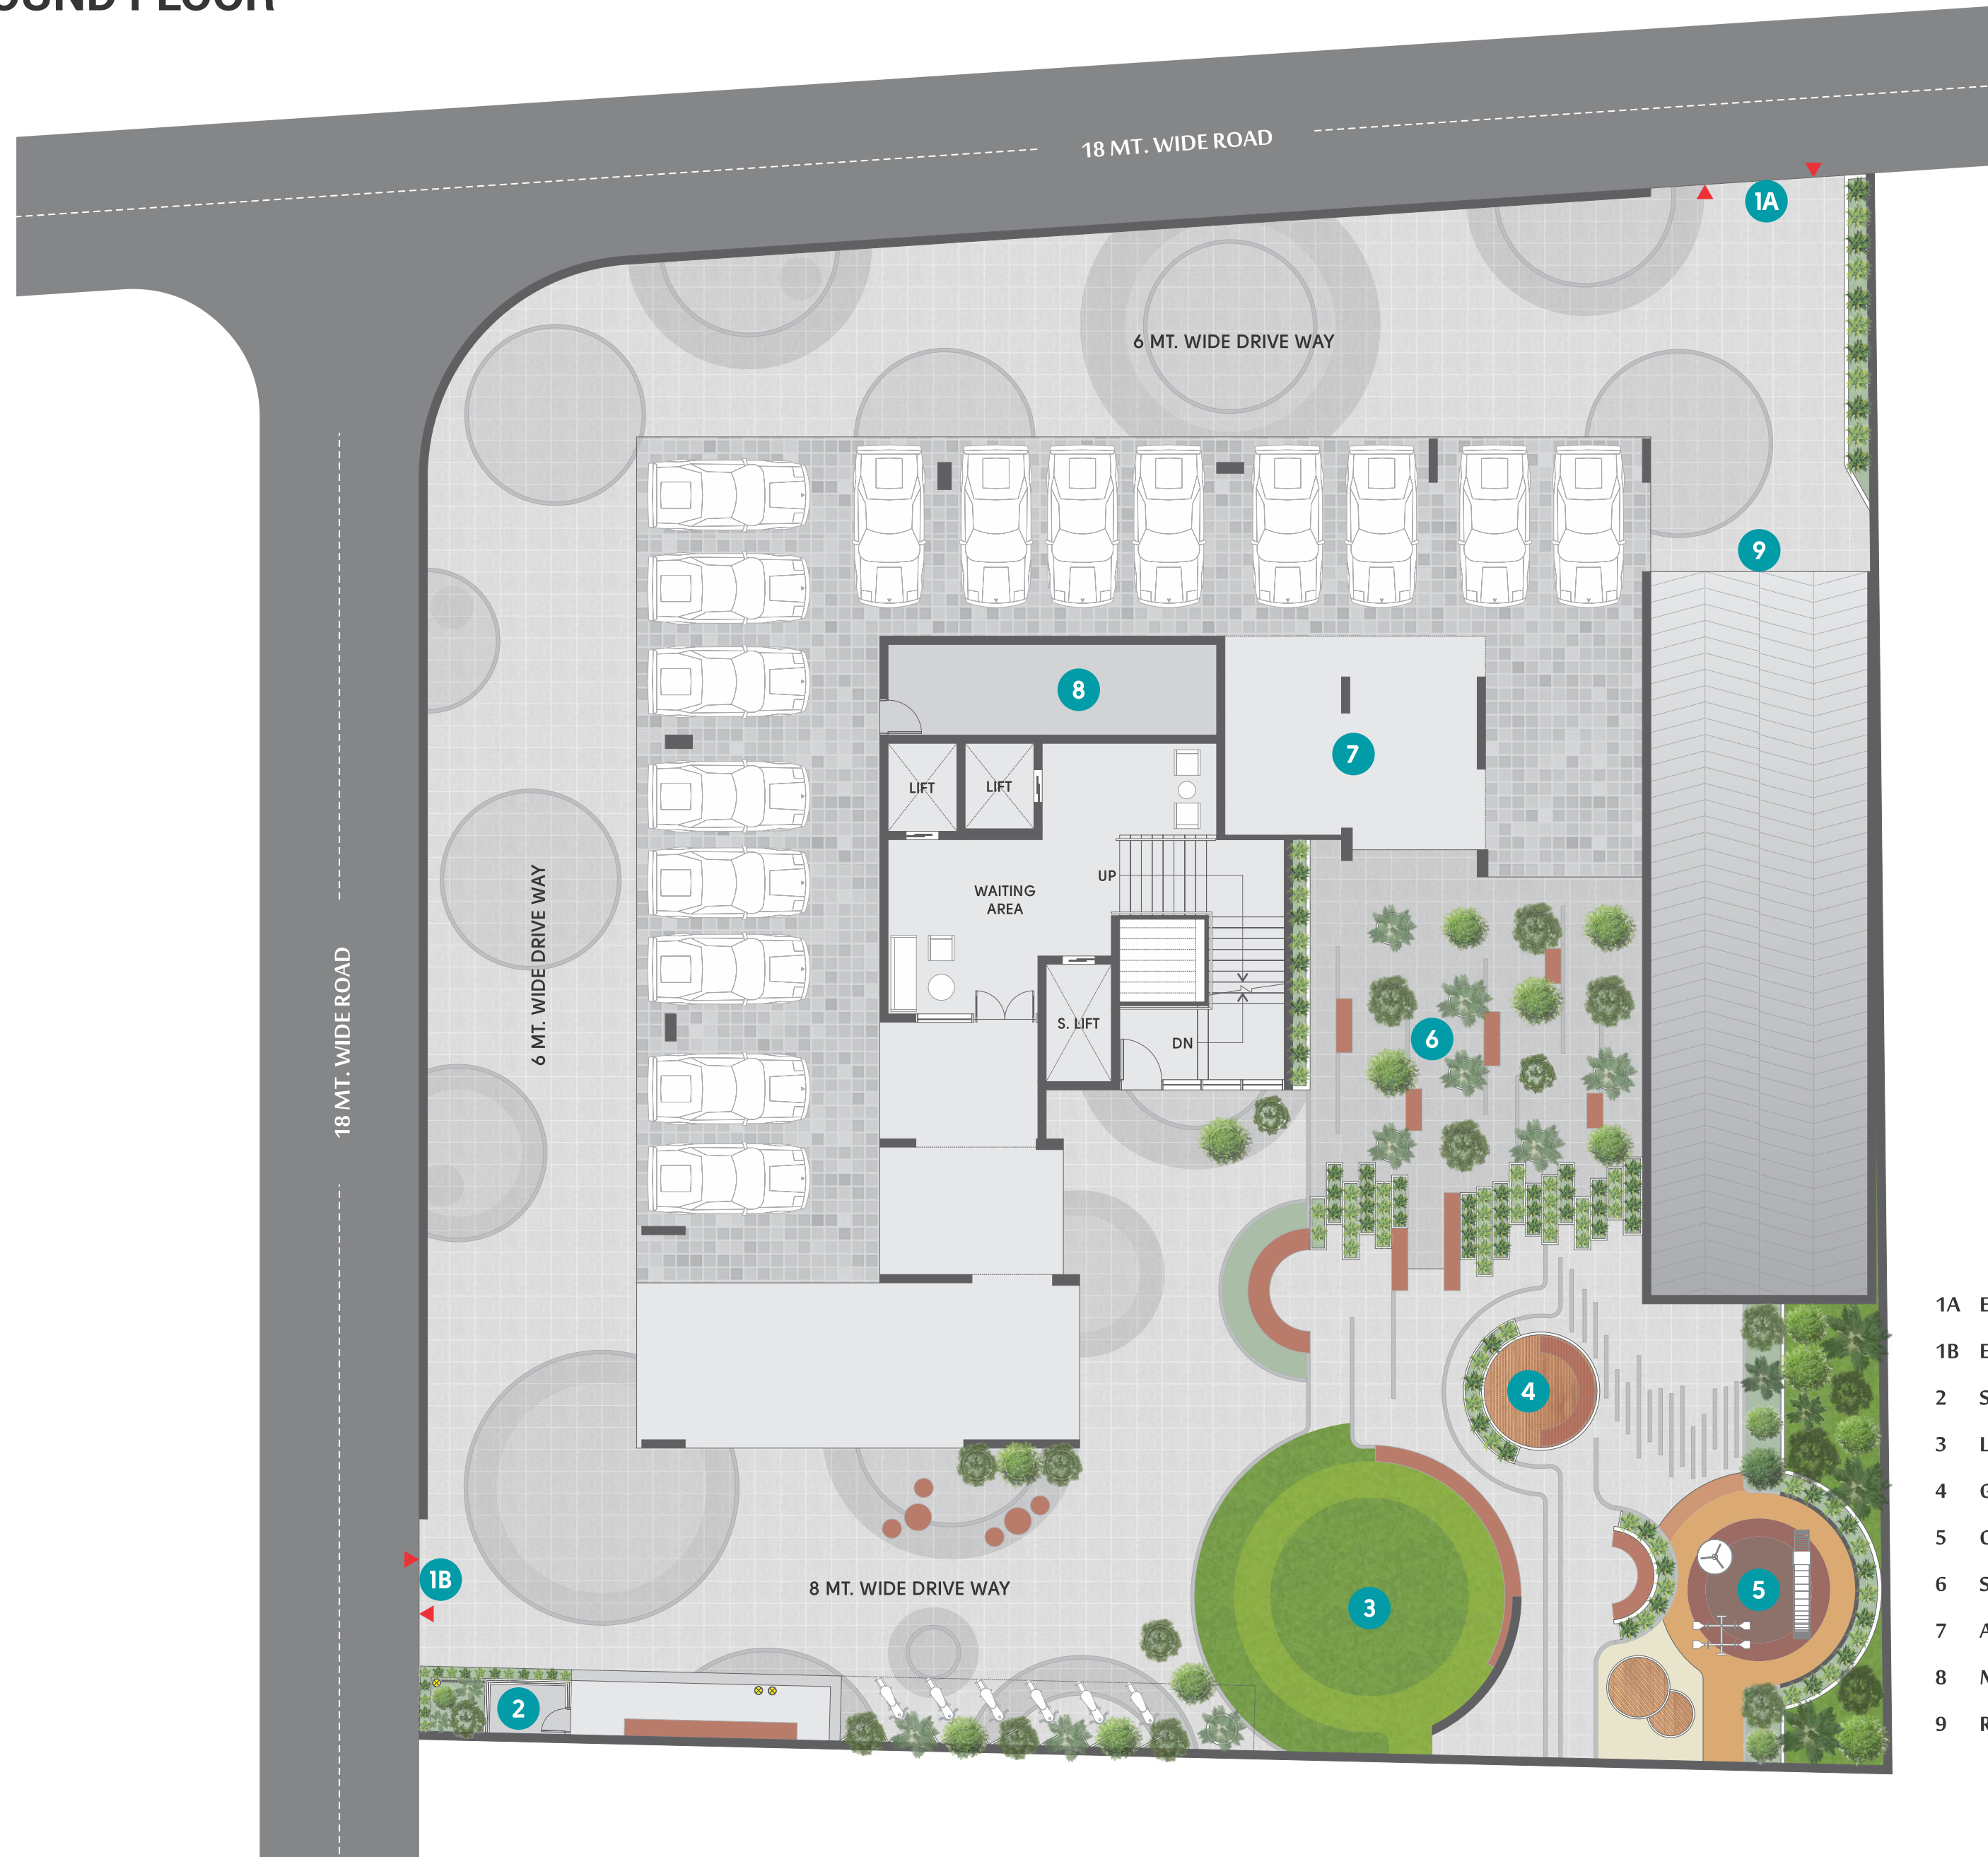 18 MT. WIDE ROAD
1A
6 MT. WIDE DRIVE WAY
9
8
7
LIFT
LIFT
UP
WAITING
AREA
6 MT. WIDE DRIVE WAY
18 MT. WIDE ROAD
S. LIFT
DN
6
4
1B
8 MT. WIDE DRIVE WAY
3
5
2
1A
1B
2
3
4
5
6
7
8
9